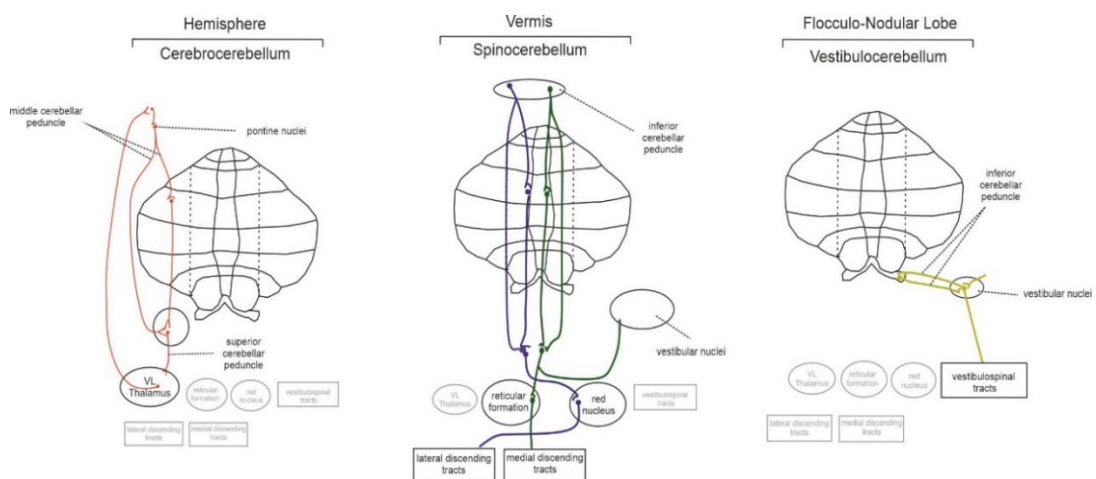 Hemisphere
Cerebrocerebellum
middle cerebellar
peduncle
pontine nuclei
superior
cerebellar
peduncle
VL
Thalamus
reticular
formation
red
nucleus
vestibulospinal
tracts
lateral discending
tracts
medial discending
tracts
Vermis
Spinocerebellum
inferior
cerebellar
peduncle
vestibular nuclei
VL
Thalamus
reticular
formation
red
nucleus
vestibulospinal
tracts
lateral discending
tracts
medial discending
tracts
Flocculo-Nodular Lobe
Vestibulocerebellum
inferior
cerebellar
peduncle
vestibular nuclei
VL
Thalamus
reticular
formation
red
nucleus
vestibulospinal
tracts
lateral discending
tracts
medial discending
tracts